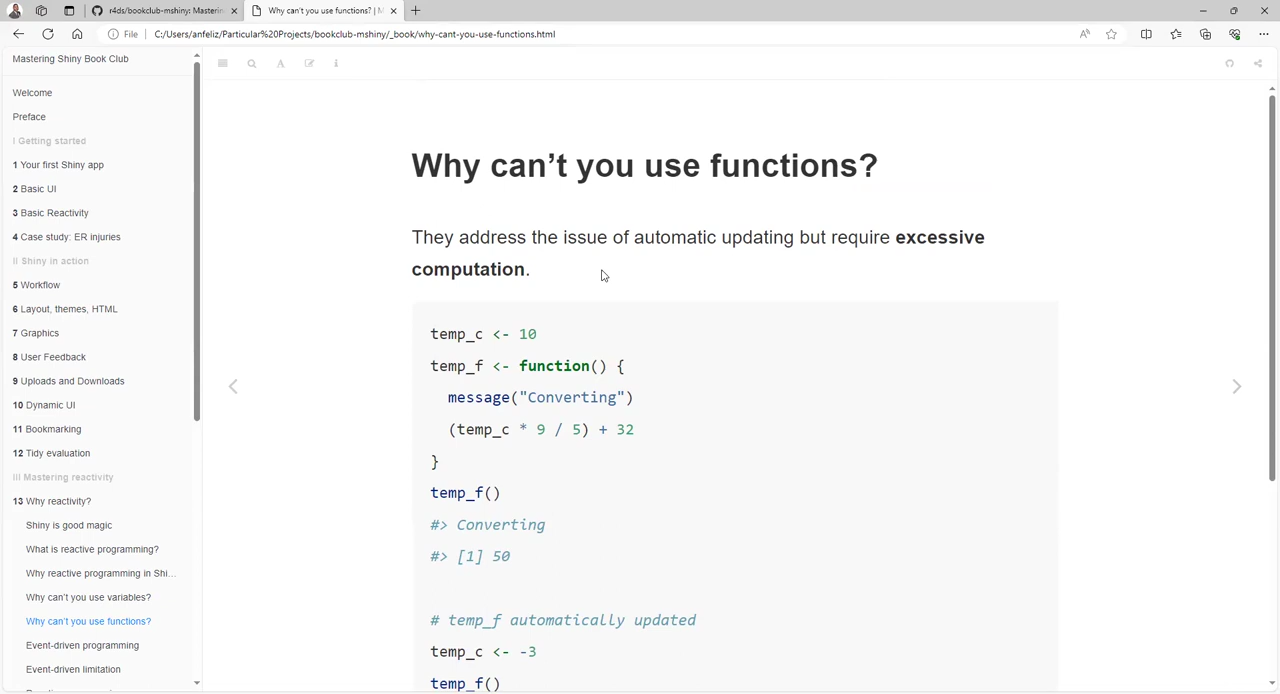 r4ds/bookclub-mshiny: Masterin
Why can't you use functions? | M
File
C:/Users/anfeliz/Particular%20Projects/bookclub-mshiny/_book/why-cant-you-use-functions.html
Mastering Shiny Book Club
Welcome
Preface
I Getting started
1 Your first Shiny app
2 Basic UI
3 Basic Reactivity
4 Case study: ER injuries
II Shiny in action
5 Workflow
6 Layout, themes, HTML
7 Graphics
8 User Feedback
9 Uploads and Downloads
10 Dynamic UI
11 Bookmarking
12 Tidy evaluation
III Mastering reactivity
13 Why reactivity?
Shiny is good magic
What is reactive programming?
Why reactive programming in Shi...
Why can't you use variables?
Why can't you use functions?
Event-driven programming
Event-driven limitation
Why can't you use functions?
They address the issue of automatic updating but require excessive
computation.
temp_c <- 10
temp_f <- function() {
message("Converting")
(temp_c * 9 / 5) + 32
}
temp_f()
#> Converting
#> [1] 50
# temp_f automatically updated
temp_c <- -3
temp_f()